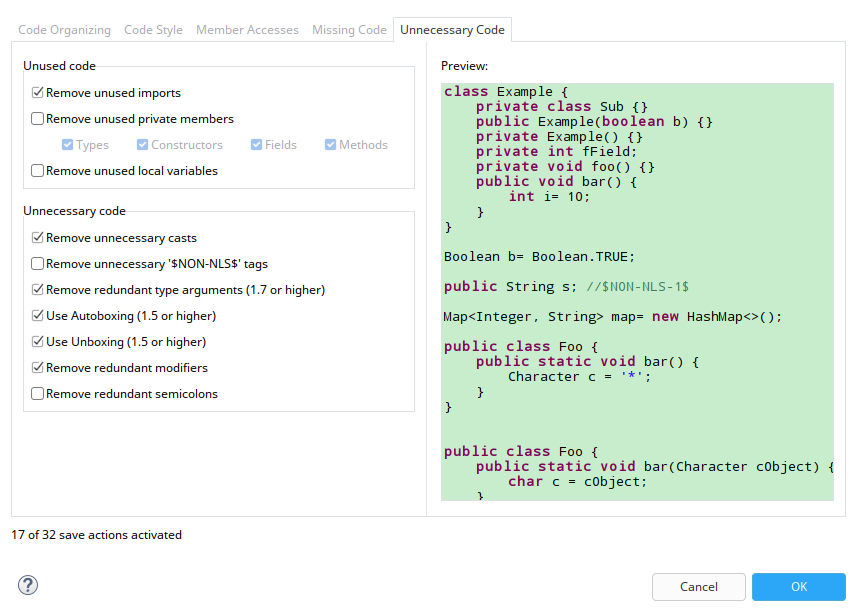 Code Organizing Code Style Member Accesses Missing Code Unnecessary Code
Unused code
Remove unused imports
Remove unused private members
Types Constructors Fields Methods
Remove unused local variables
Unnecessary code
Remove unnecessary casts
Remove unnecessary '$NON-NLS$' tags
Remove redundant type arguments (1.7 or higher)
Use Autoboxing (1.5 or higher)
Use Unboxing (1.5 or higher)
Remove redundant modifiers
Remove redundant semicolons
Preview:
class Example {
    private class Sub {}
    public Example(boolean b) {}
    private Example() {}
    private int fField;
    private void foo() {}
    public void bar() {
        int i= 10;
    }
}

Boolean b= Boolean.TRUE;

public String s; //$NON-NLS-1$

Map<Integer, String> map= new HashMap<>();

public class Foo {
    public static void bar() {
        Character c = '*';
    }
}


public class Foo {
    public static void bar(Character cObject) {
        char c = cObject;
    }
17 of 32 save actions activated
?
Cancel OK